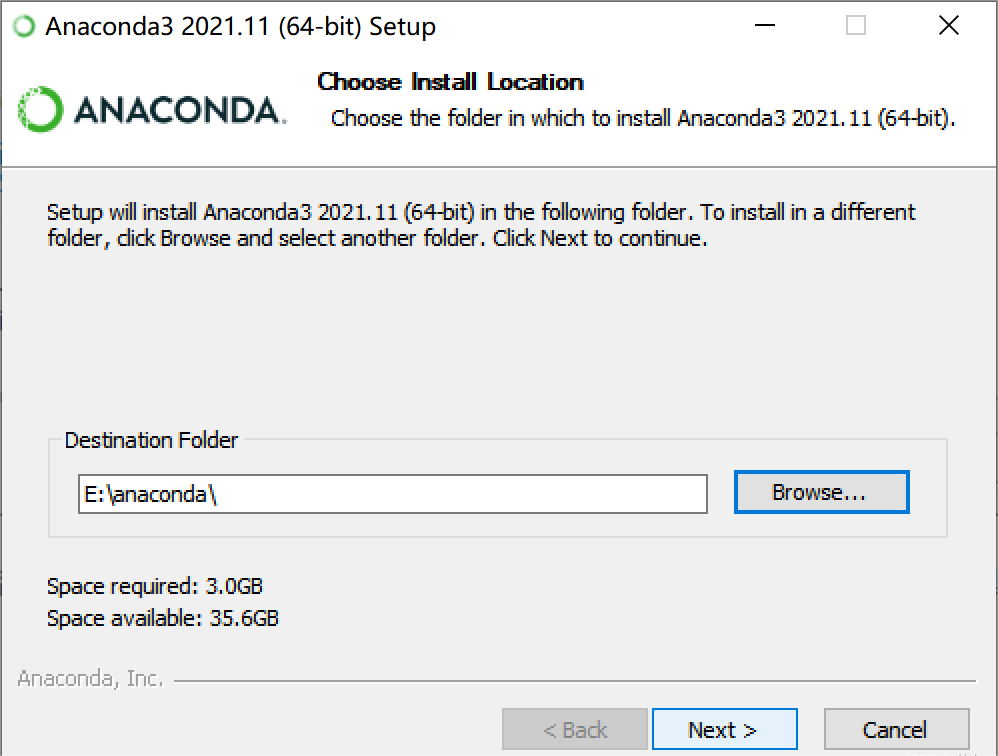 Anaconda3 2021.11 (64-bit) Setup
ANACONDA.
Choose Install Location
Choose the folder in which to install Anaconda3 2021.11 (64-bit).
Setup will install Anaconda3 2021.11 (64-bit) in the following folder. To install in a different
folder, click Browse and select another folder. Click Next to continue.
Destination Folder
E:\anaconda\
Browse...
Space required: 3.0GB
Space available: 35.6GB
Anaconda, Inc.
< Back
Next >
Cancel